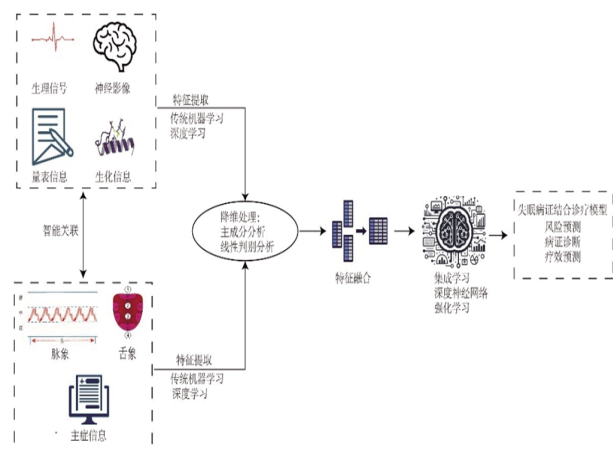 生理信号
神经影像
量表信息
生化信息
智能关联
脉象
舌象
主症信息
特征提取
传统机器学习
深度学习
特征提取
传统机器学习
深度学习
降维处理:
主成分分析
线性判别分析
特征融合
集成学习
深度神经网络
强化学习
失眠病证结合诊疗模型
风险预测
病证诊断
疗效预测
①
②
③
④